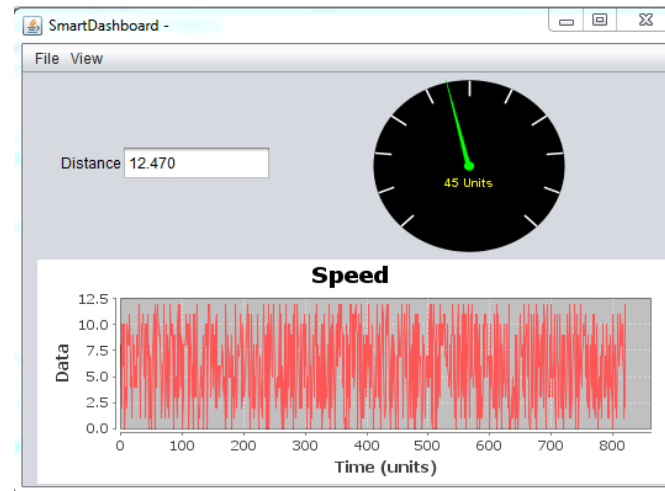 SmartDashboard -
File View
Distance 12.470
45 Units
Speed
12.5
10.0
7.5
5.0
2.5
0.0
Data
0 100 200 300 400 500 600 700 800
Time (units)